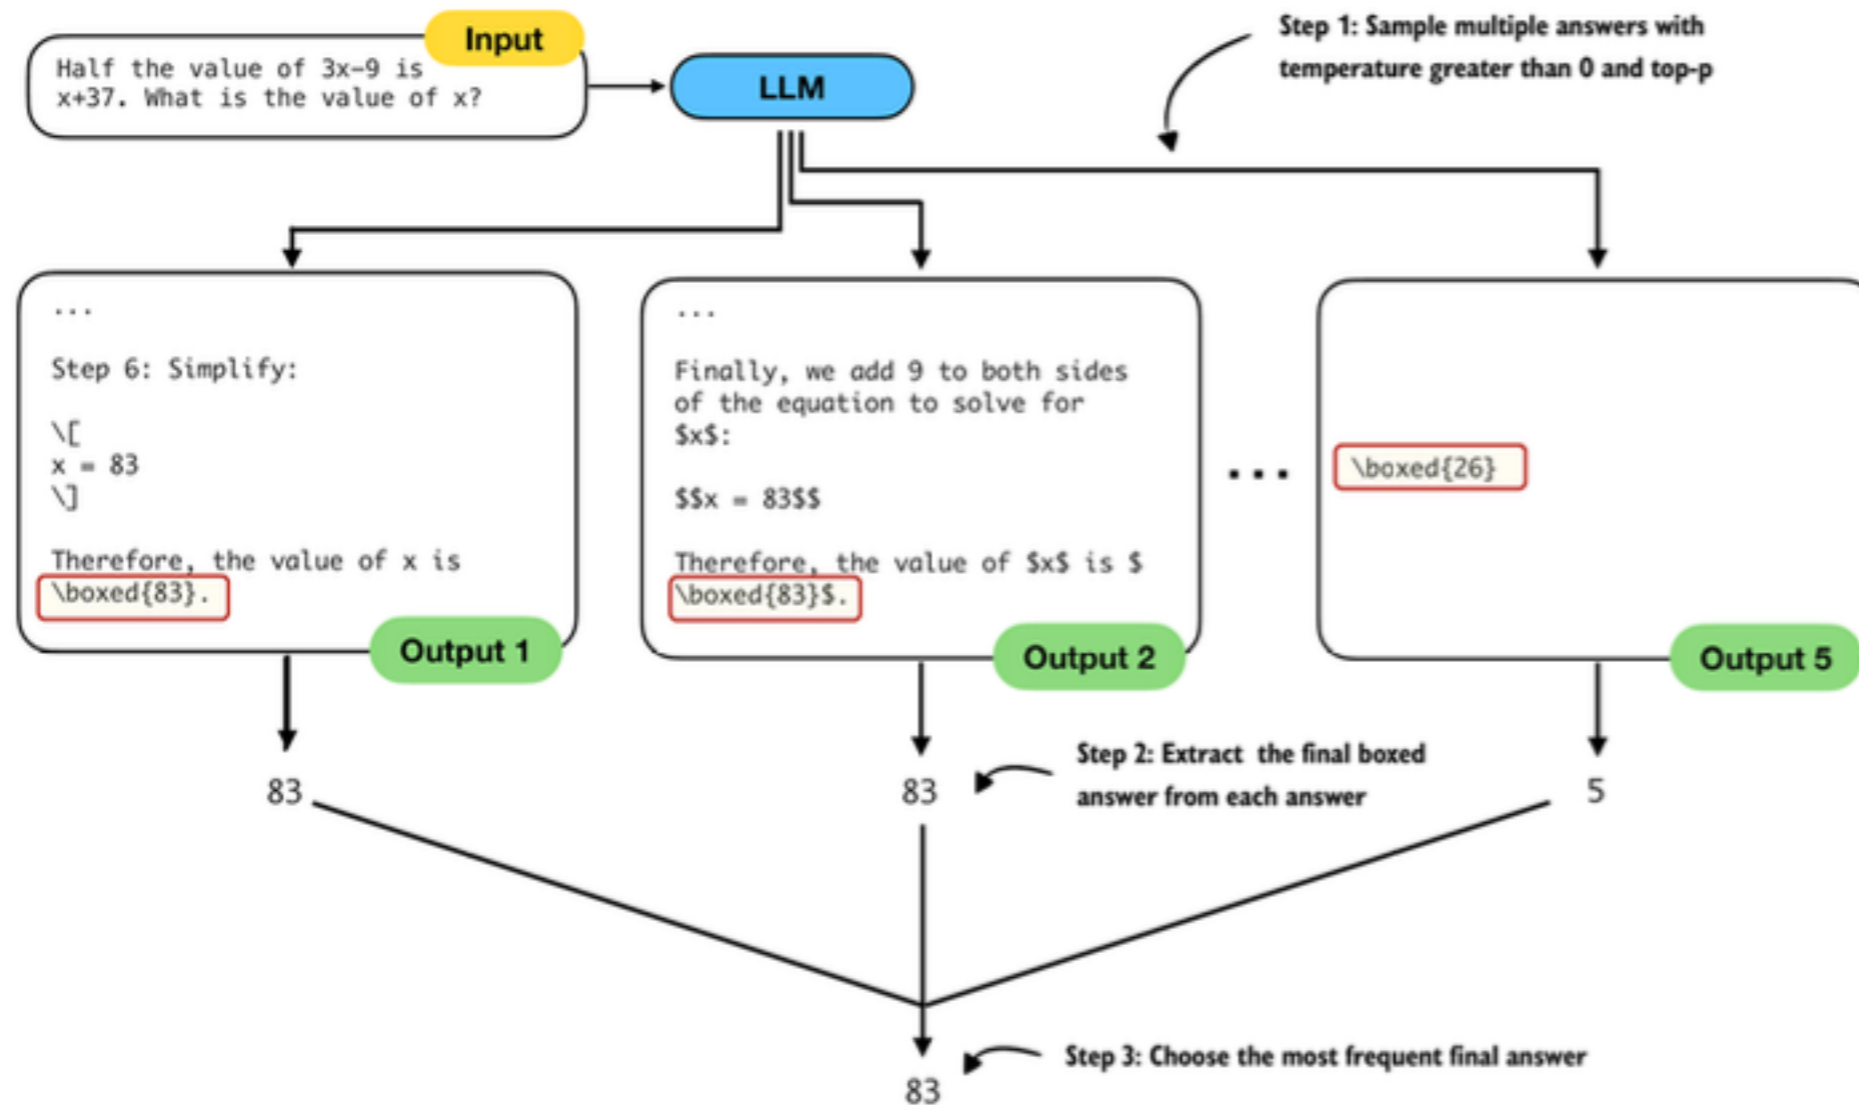 Input
Half the value of 3x−9 is
x+37. What is the value of x?
LLM
Step 1: Sample multiple answers with
temperature greater than 0 and top-p
...
Step 6: Simplify:
\[
x = 83
\]
Therefore, the value of x is
\boxed{83}.
Output 1
...
Finally, we add 9 to both sides
of the equation to solve for
$x$:
$$x = 83$$
Therefore, the value of $x$ is $
\boxed{83}$.
Output 2
...
\boxed{26}
Output 5
83
83
Step 2: Extract the final boxed
answer from each answer
5
Step 3: Choose the most frequent final answer
83